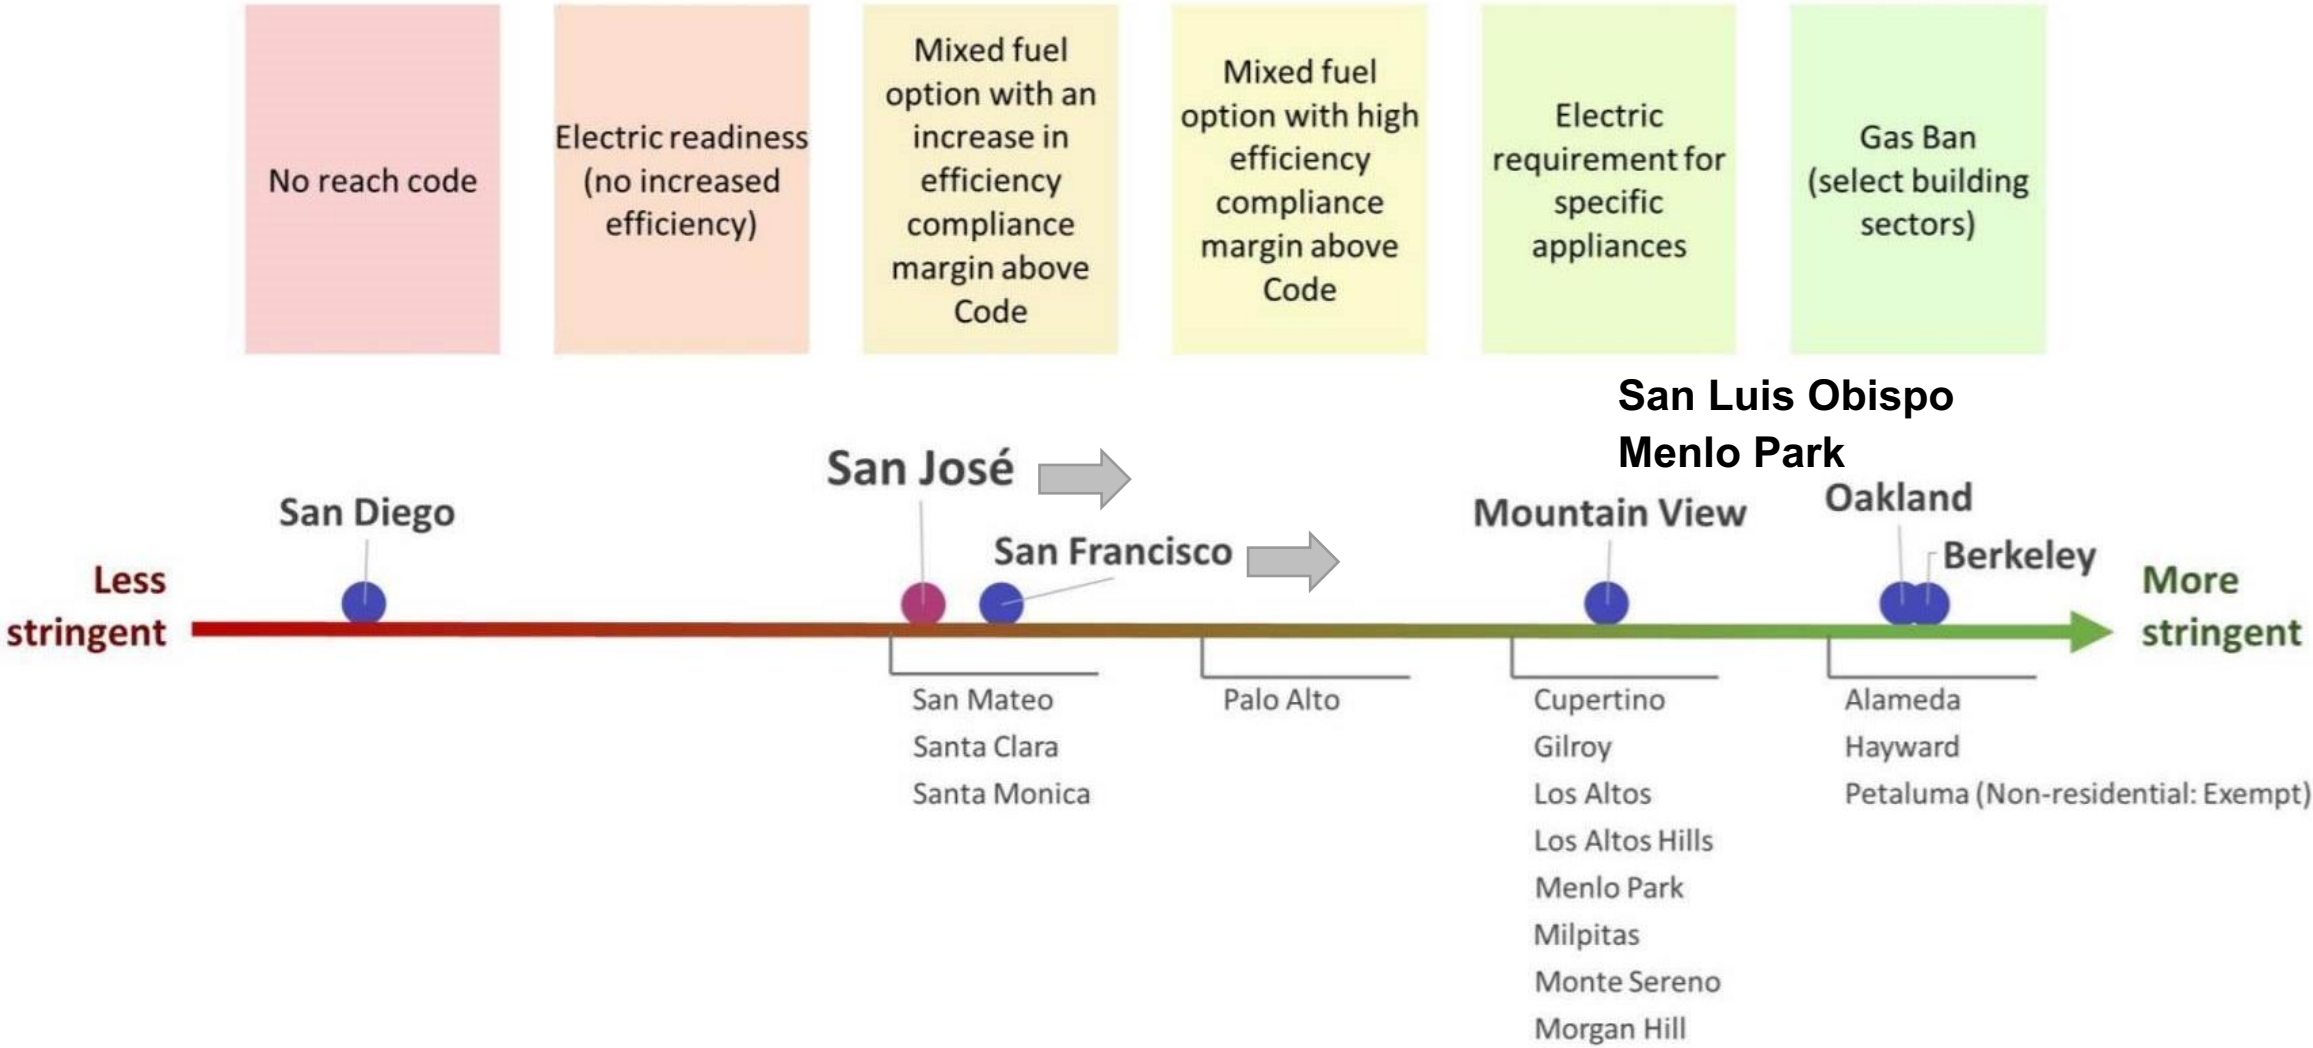 No reach code
Electric readiness
(no increased
efficiency)
Mixed fuel
option with an
increase in
efficiency
compliance
margin above
Code
Mixed fuel
option with high
efficiency
compliance
margin above
Code
Electric
requirement for
specific
appliances
Gas Ban
(select building
sectors)
San Luis Obispo
Menlo Park
San José
San Diego
San Francisco
Mountain View
Oakland
Berkeley
Less
stringent
More
stringent
San Mateo
Santa Clara
Santa Monica
Palo Alto
Cupertino
Gilroy
Los Altos
Los Altos Hills
Menlo Park
Milpitas
Monte Sereno
Morgan Hill
Alameda
Hayward
Petaluma (Non-residential: Exempt)